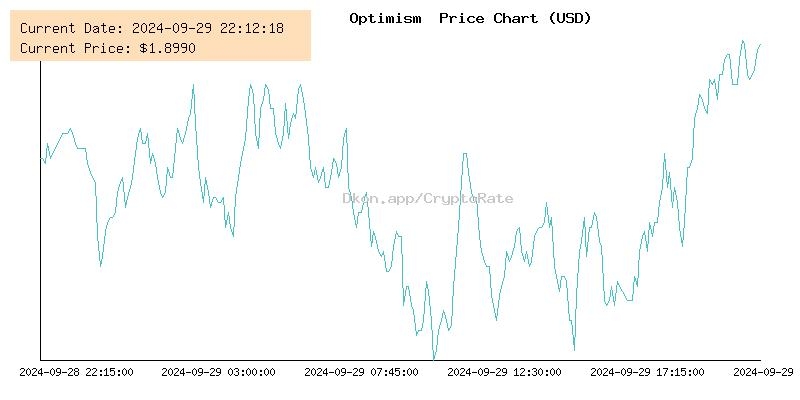 Optimism  Price Chart (USD)
Current Date: 2024-09-29 22:12:18
Current Price: $1.8990
Dkon.app/CryptoRate
2024-09-28 22:15:00 2024-09-29 03:00:00 2024-09-29 07:45:00 2024-09-29 12:30:00 2024-09-29 17:15:00 2024-09-29